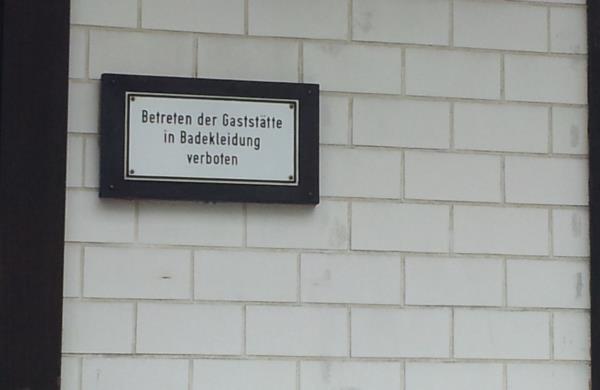 Betreten der Gaststätte
in Badekleidung
verboten